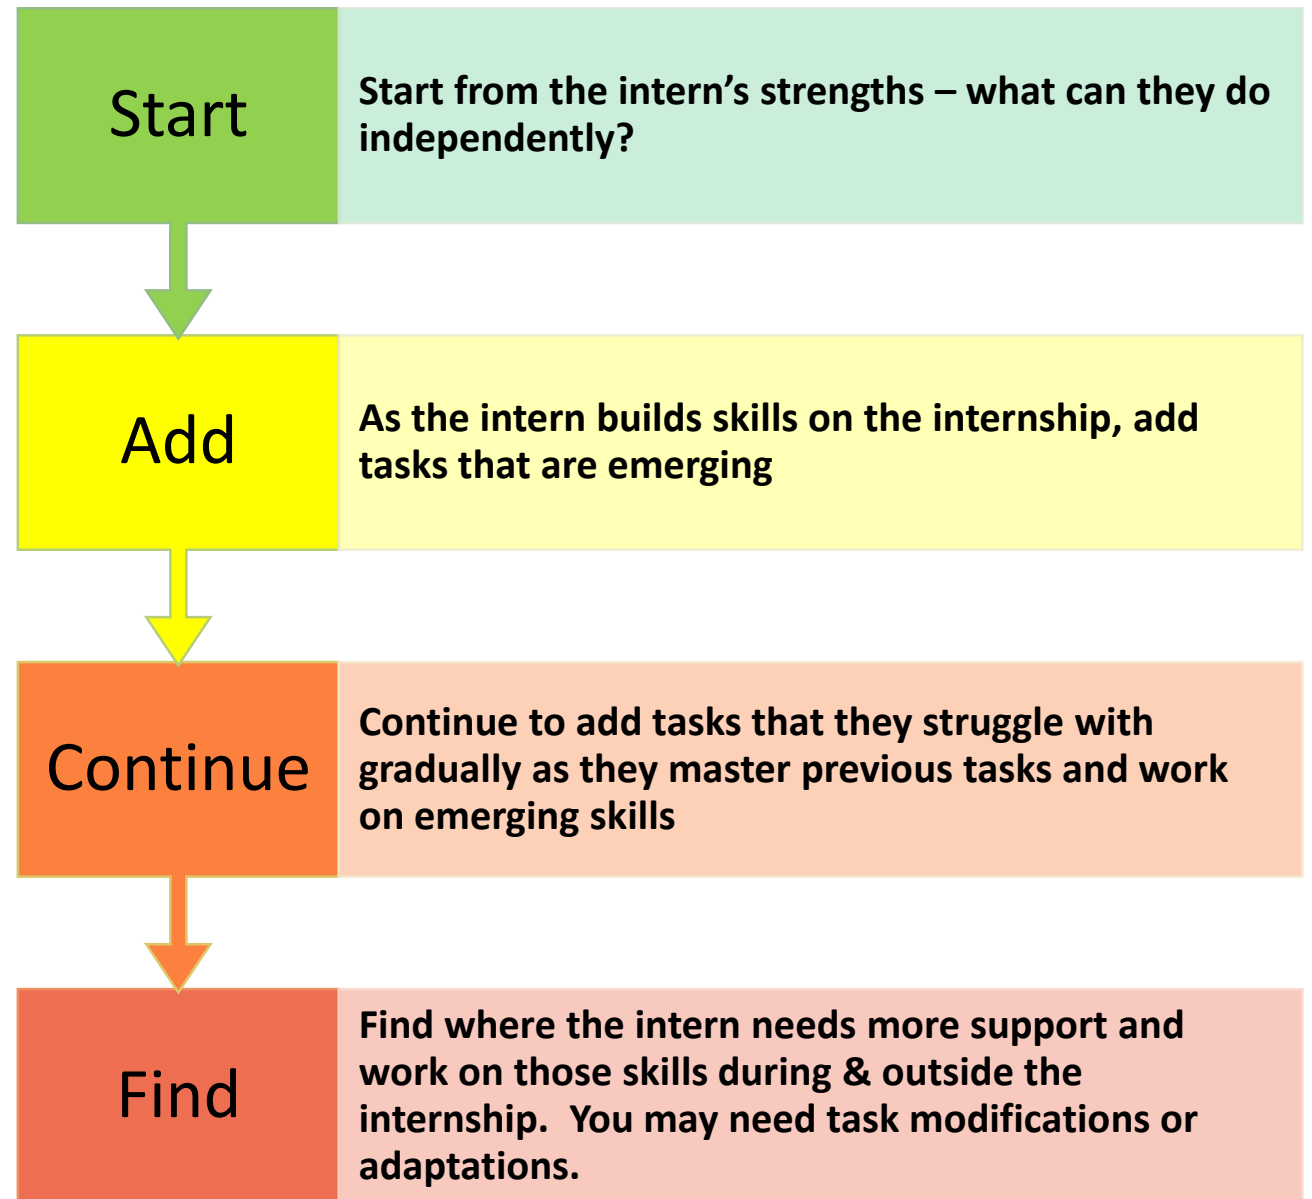 Start
Start from the intern’s strengths – what can they do
independently?
Add
As the intern builds skills on the internship, add
tasks that are emerging
Continue
Continue to add tasks that they struggle with
gradually as they master previous tasks and work
on emerging skills
Find
Find where the intern needs more support and
work on those skills during & outside the
internship.  You may need task modifications or
adaptations.